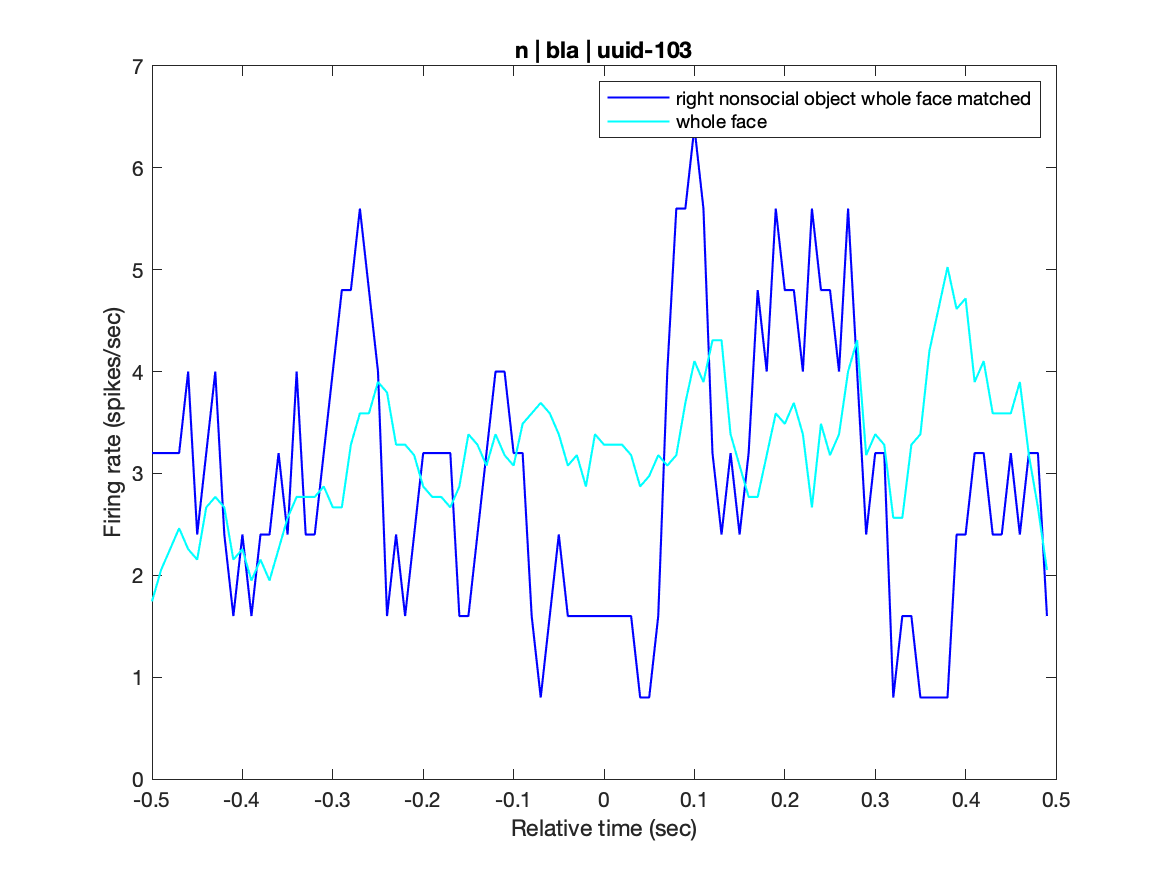 n | bla | uuid-103
7
right nonsocial object whole face matched
whole face
6
5
4
3
2
1
0
Firing rate (spikes/sec)
-0.5 -0.4 -0.3 -0.2 -0.1 0 0.1 0.2 0.3 0.4 0.5
Relative time (sec)